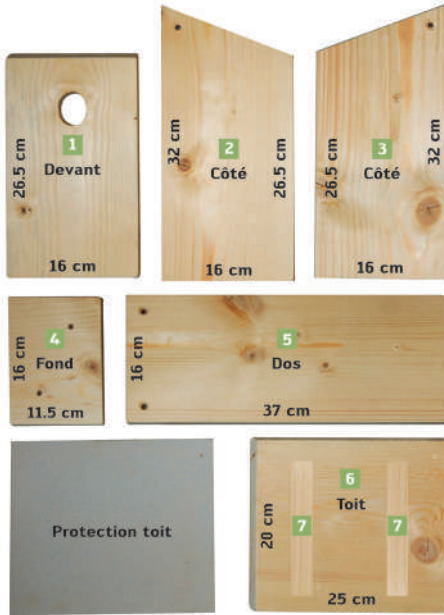 1
Devant
26.5 cm
16 cm
2
Côté
32 cm
26.5 cm
16 cm
3
Côté
26.5 cm
32 cm
16 cm
4
Fond
16 cm
11.5 cm
5
Dos
16 cm
37 cm
Protection toit
6
Toit
7
7
20 cm
25 cm